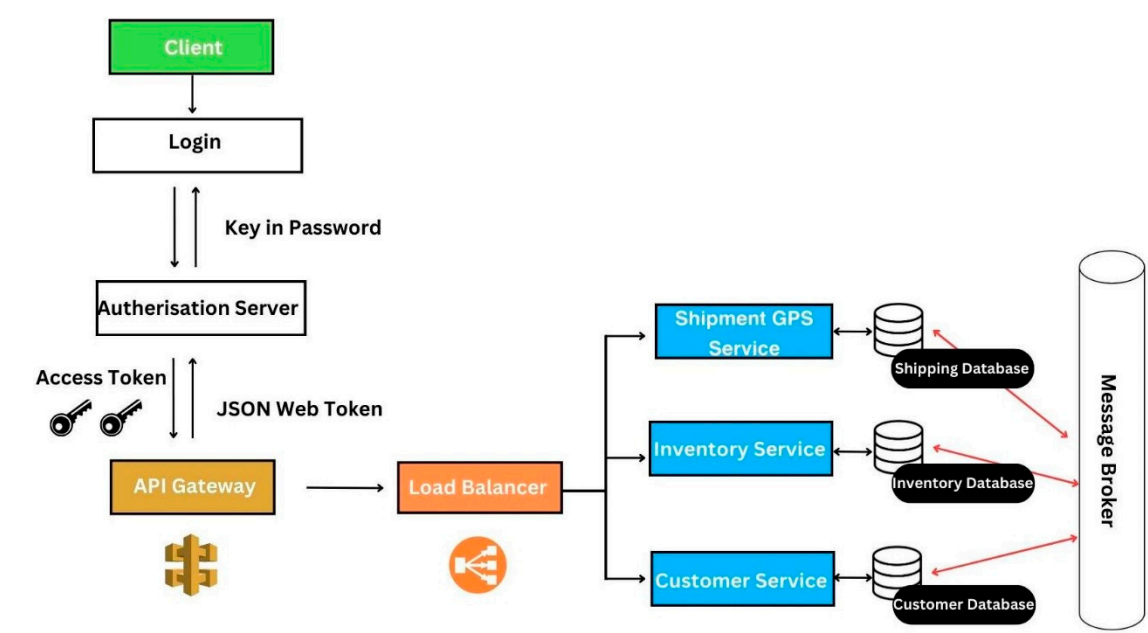 Client
Login
Key in Password
Autherisation Server
Access Token
JSON Web Token
API Gateway
Load Balancer
Shipment GPS
Service
Shipping Database
Inventory Service
Inventory Database
Customer Service
Customer Database
Message Broker